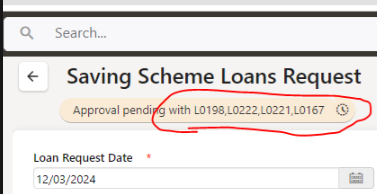 Search...
Saving Scheme Loans Request
Approval pending with L0198,L0222,L0221,L0167
Loan Request Date *
12/03/2024